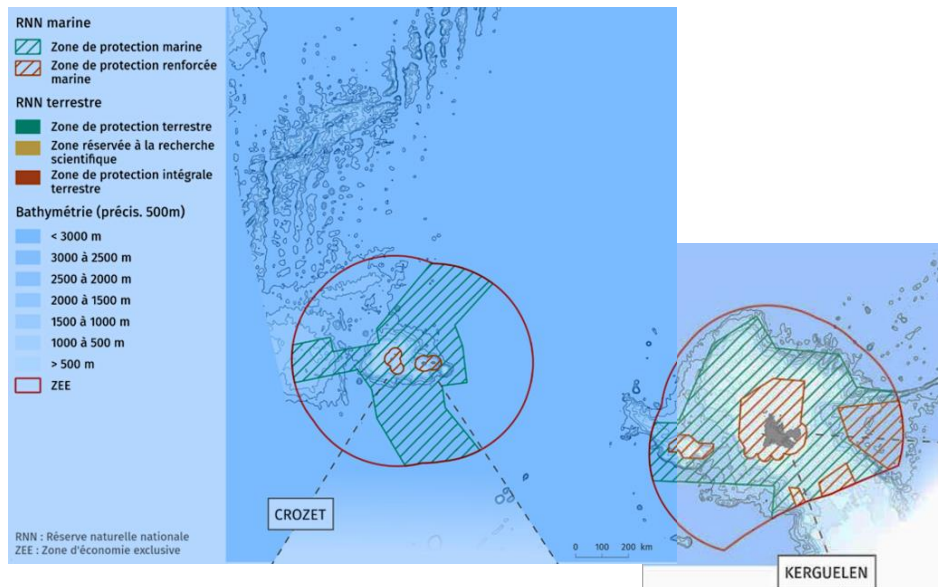 RNN marine
Zone de protection marine
Zone de protection renforcée
marine
RNN terrestre
Zone de protection terrestre
Zone réservée à la recherche
scientifique
Zone de protection intégrale
terrestre
Bathymétrie (précis. 500m)
< 3000 m
3000 à 2500 m
2500 à 2000 m
2000 à 1500 m
1500 à 1000 m
1000 à 500 m
> 500 m
ZEE
RNN : Réserve naturelle nationale
ZEE : Zone d'économie exclusive
CROZET
0 100 200 km
KERGUELEN